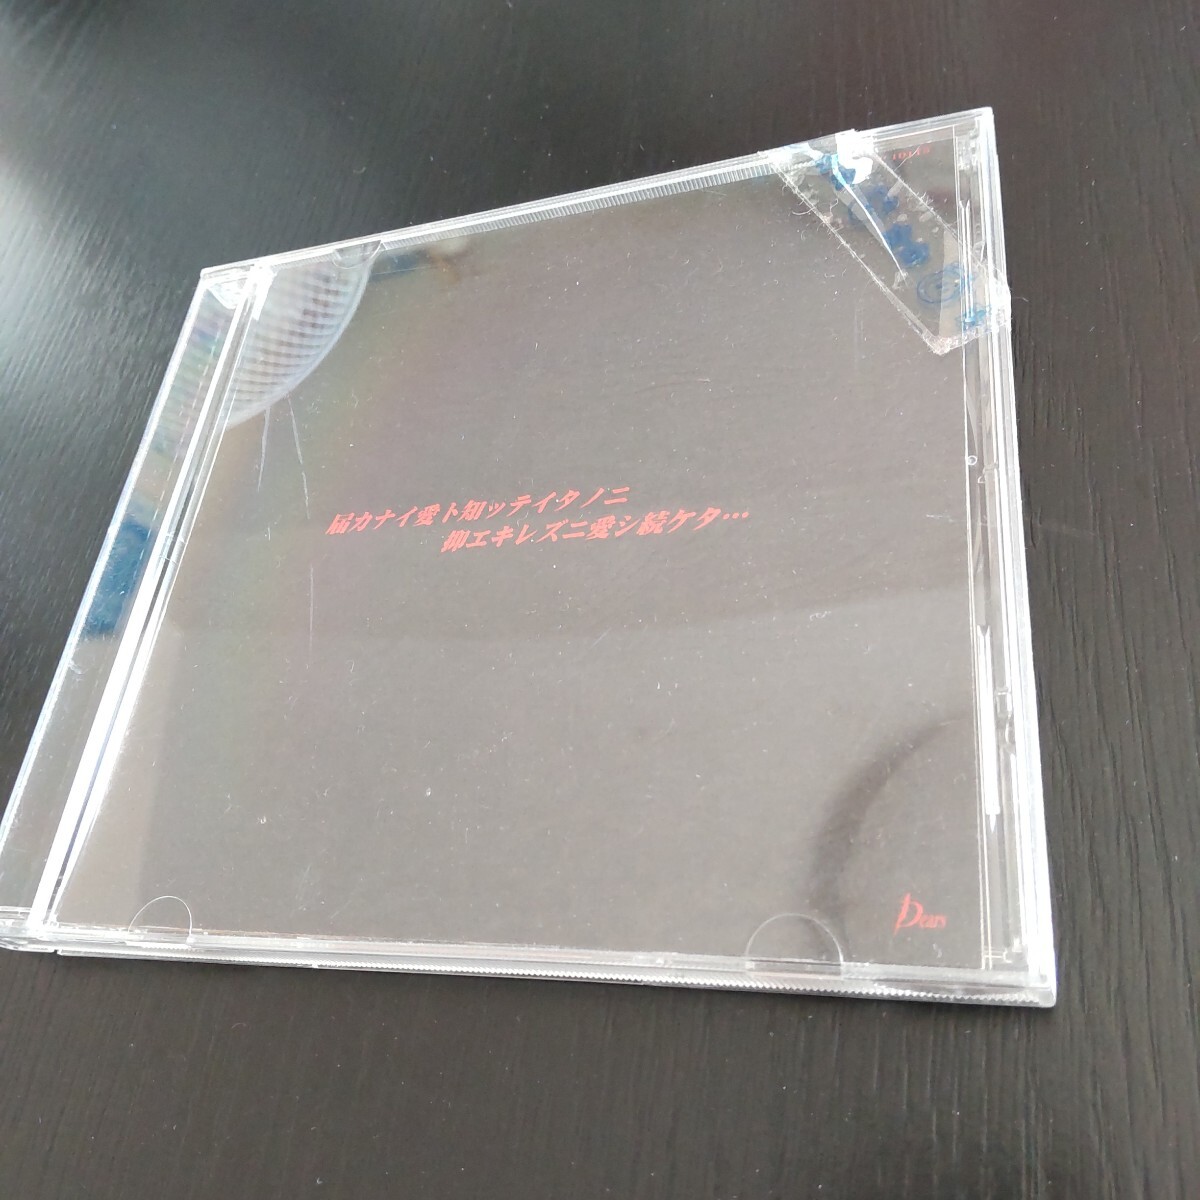 届カナイ愛ト知ッテイタノニ
抑エキレズニ愛シ続ケタ…
Dears